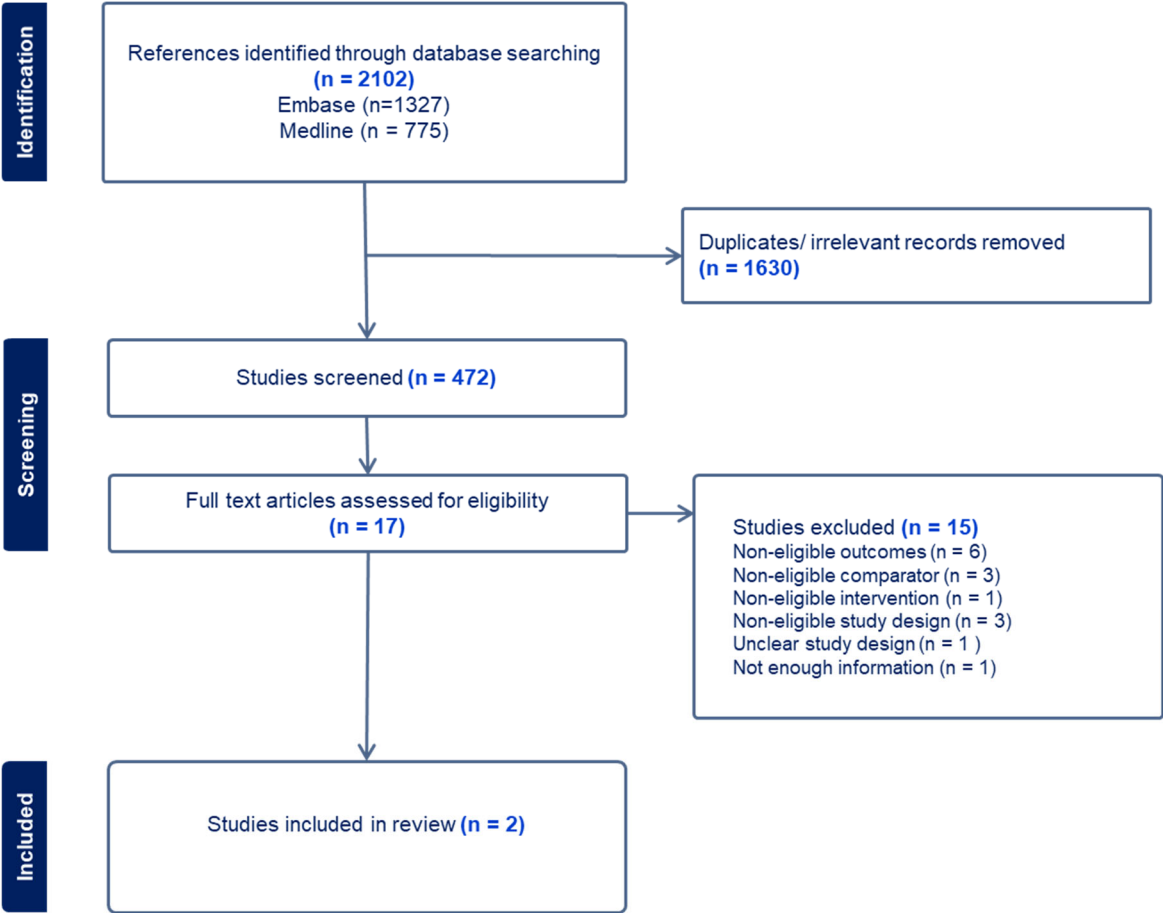 Identification
References identified through database searching
(n = 2102)
Embase (n=1327)
Medline (n = 775)
Duplicates/ irrelevant records removed
(n = 1630)
Screening
Studies screened (n = 472)
Full text articles assessed for eligibility
(n = 17)
Studies excluded (n = 15)
Non-eligible outcomes (n = 6)
Non-eligible comparator (n = 3)
Non-eligible intervention (n = 1)
Non-eligible study design (n = 3)
Unclear study design (n = 1 )
Not enough information (n = 1)
Included
Studies included in review (n = 2)